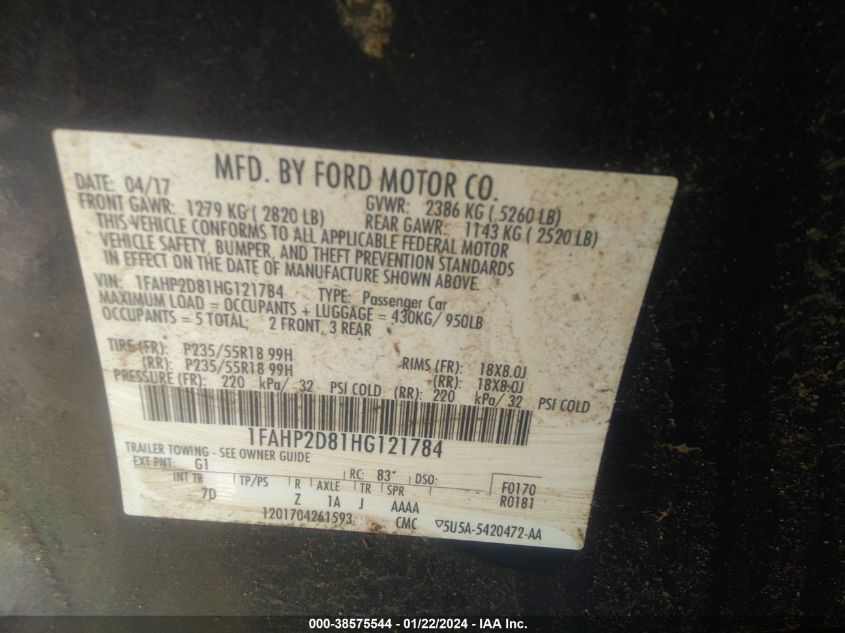 MFD. BY FORD MOTOR CO.
DATE: 04/17 GVWR: 2386 KG ( 5260 LB)
FRONT GAWR: 1279 KG ( 2820 LB) REAR GAWR: 1143 KG ( 2520 LB)
THIS VEHICLE CONFORMS TO ALL APPLICABLE FEDERAL MOTOR
VEHICLE SAFETY, BUMPER, AND THEFT PREVENTION STANDARDS
IN EFFECT ON THE DATE OF MANUFACTURE SHOWN ABOVE.
VIN: 1FAHP2D81HG121784 TYPE: Passenger Car
MAXIMUM LOAD = OCCUPANTS + LUGGAGE = 430KG/ 950LB
OCCUPANTS = 5 TOTAL; 2 FRONT, 3 REAR
TIRE (FR): P235/55R18 99H RIMS (FR): 18X8.0J
(RR): P235/55R18 99H (RR): 18X8.0J
PRESSURE (FR): 220 kPa/ 32 PSI COLD (RR): 220 kPa/ 32 PSI COLD
1FAHP2D81HG121784
TRAILER TOWING - SEE OWNER GUIDE
EXT PNT: G1 RC: 83* DSO: F0170
INT TR TP/PS R AXLE TR SPR R0181
7D Z 1A J AAAA
1201704261593 CMC ▽5U5A-5420472-AA
000-38575544 / 01/22/2024 - IAA Inc.